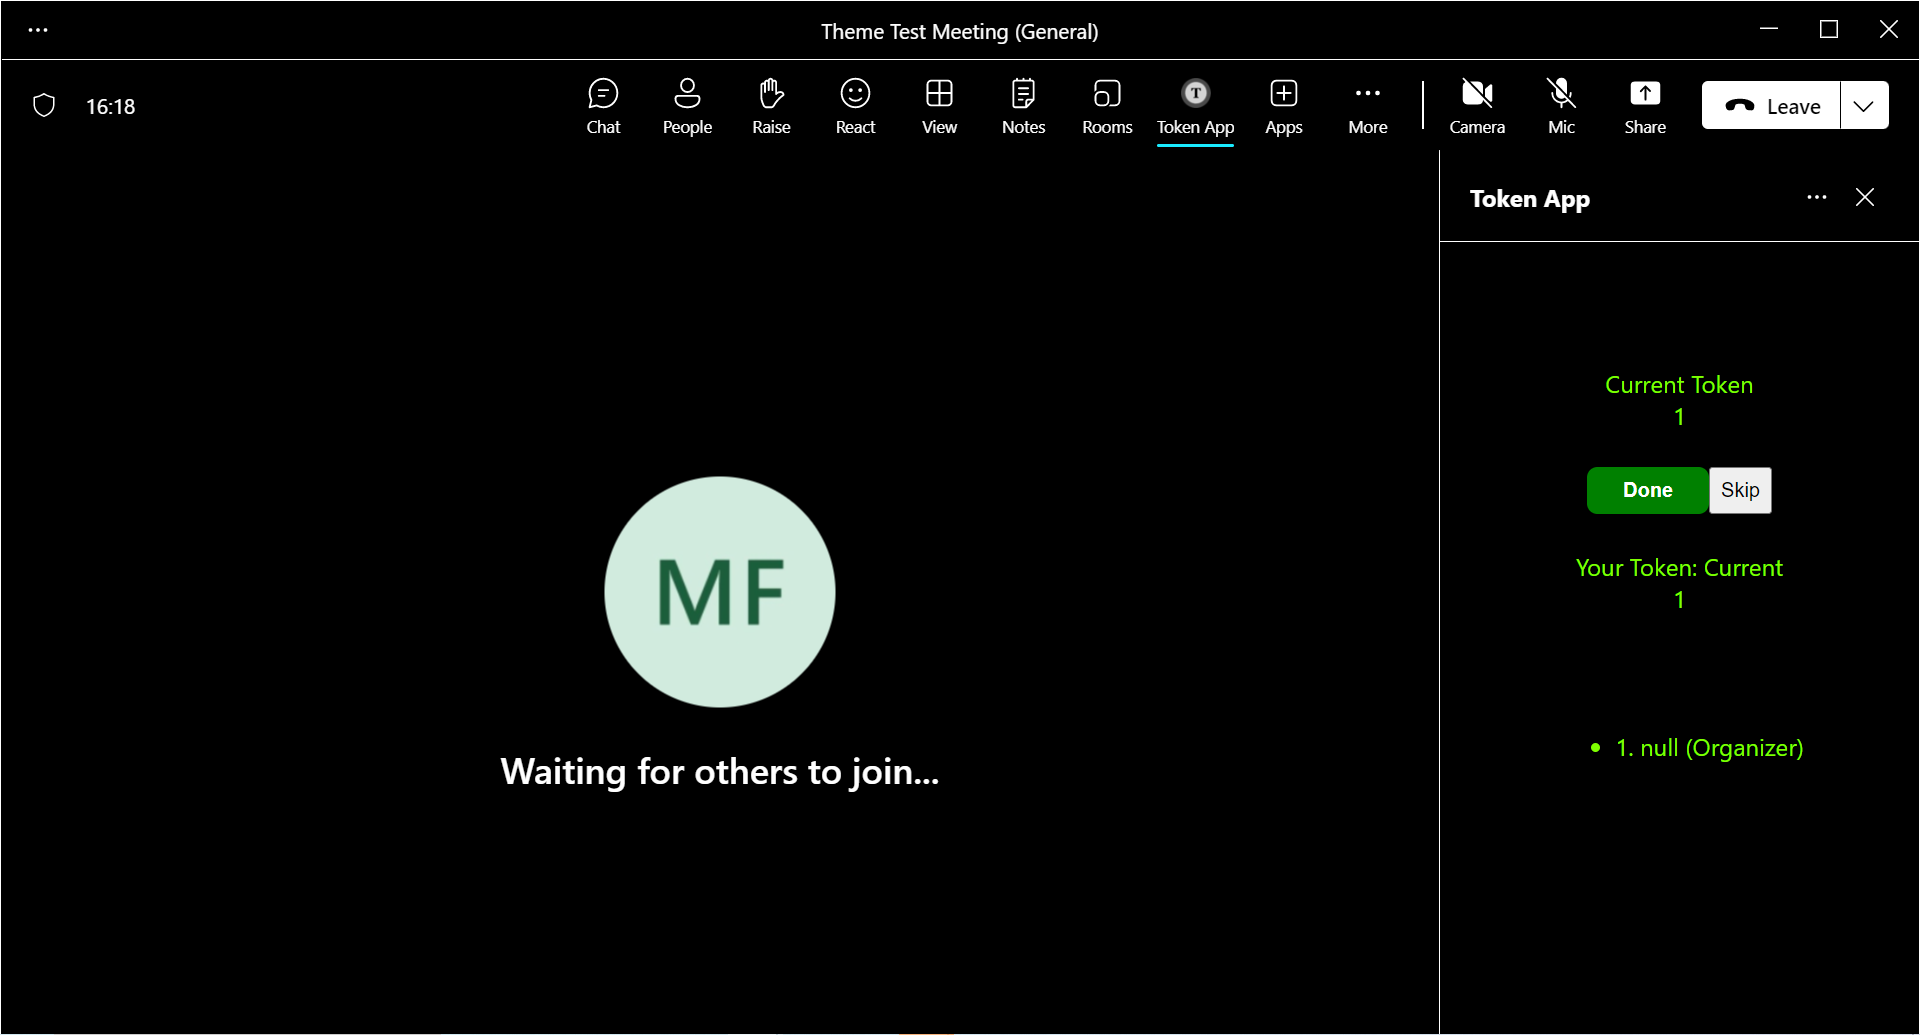 Theme Test Meeting (General)
16:18
Chat People Raise React View Notes Rooms Token App Apps More Camera Mic Share Leave
T
Token App
Current Token
1
Done Skip
Your Token: Current
1
MF
Waiting for others to join...
• 1. null (Organizer)